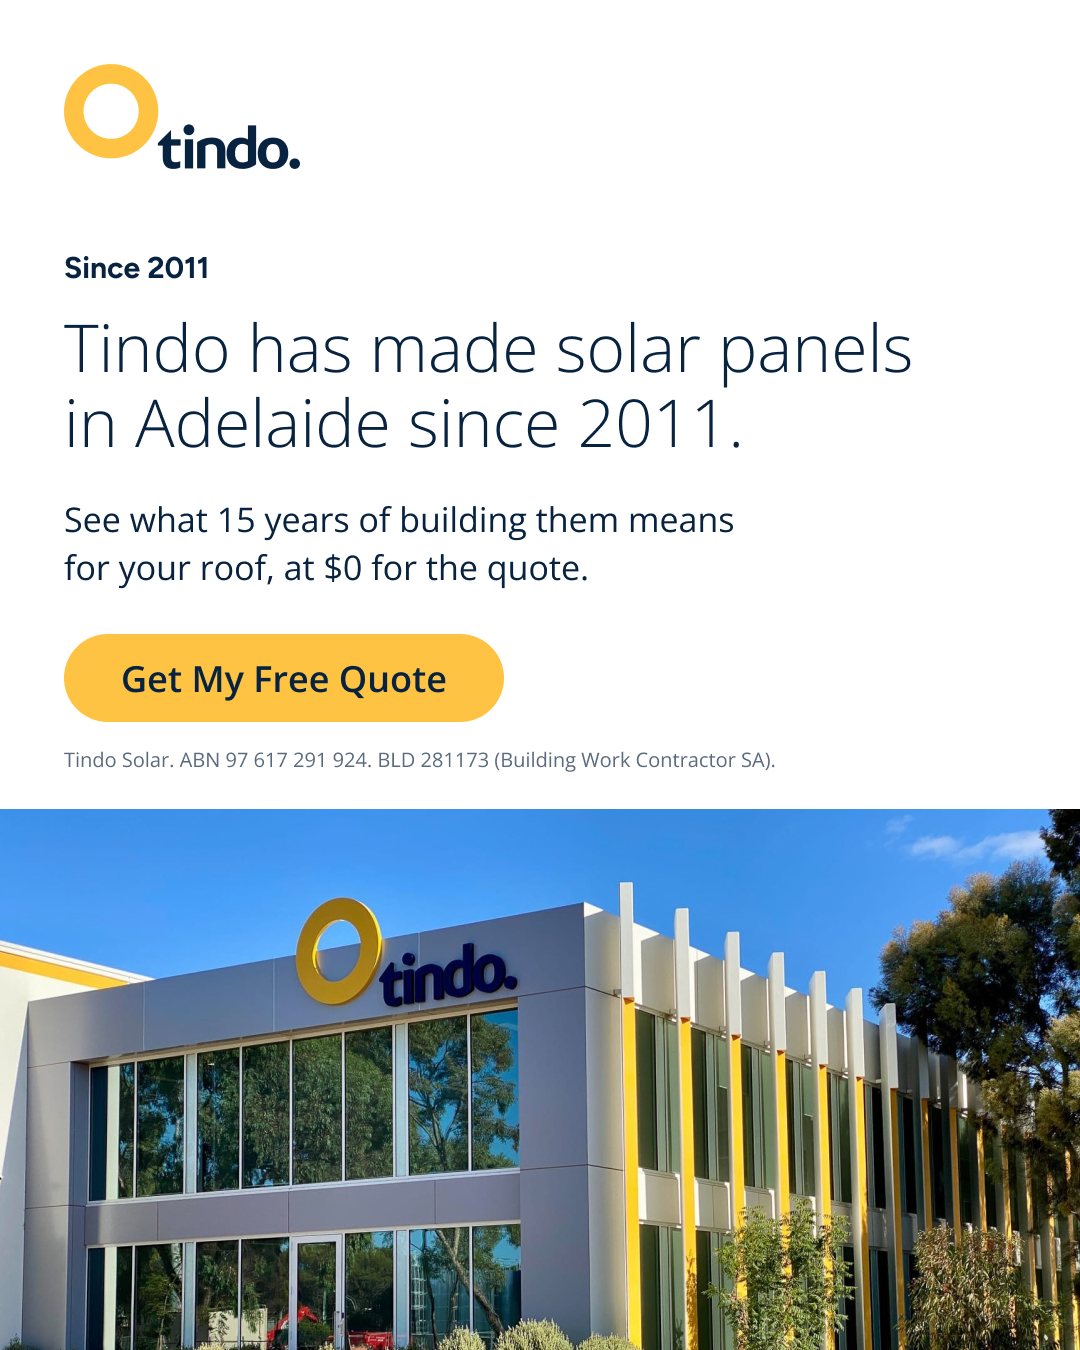 tindo.
Since 2011
Tindo has made solar panels
in Adelaide since 2011.
See what 15 years of building them means
for your roof, at $0 for the quote.
Get My Free Quote
Tindo Solar. ABN 97 617 291 924. BLD 281173 (Building Work Contractor SA).
tindo.